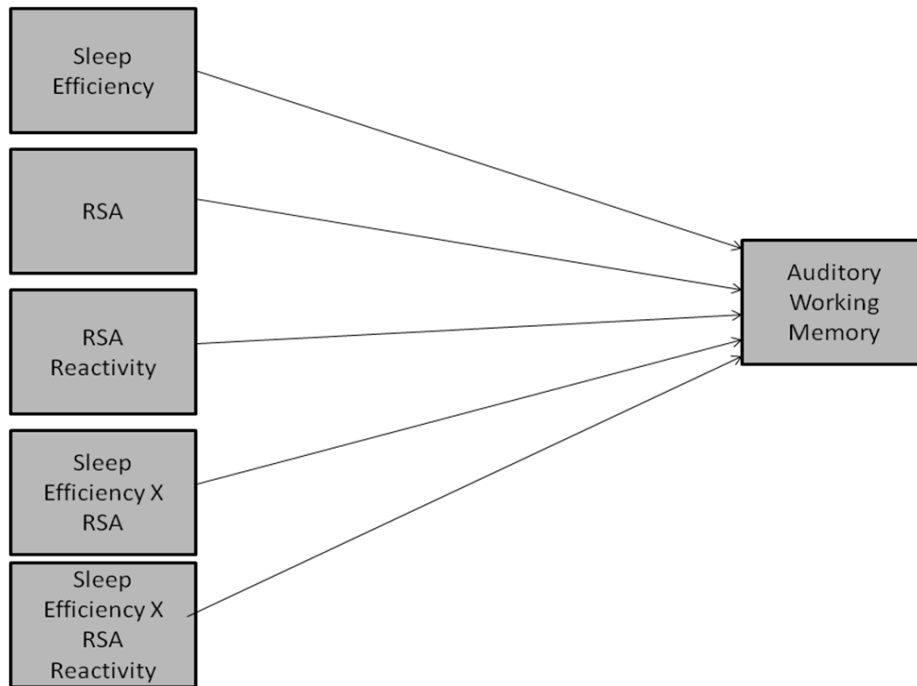 Sleep
Efficiency
RSA
RSA
Reactivity
Sleep
Efficiency X
RSA
Sleep
Efficiency X
RSA
Reactivity
Auditory
Working
Memory